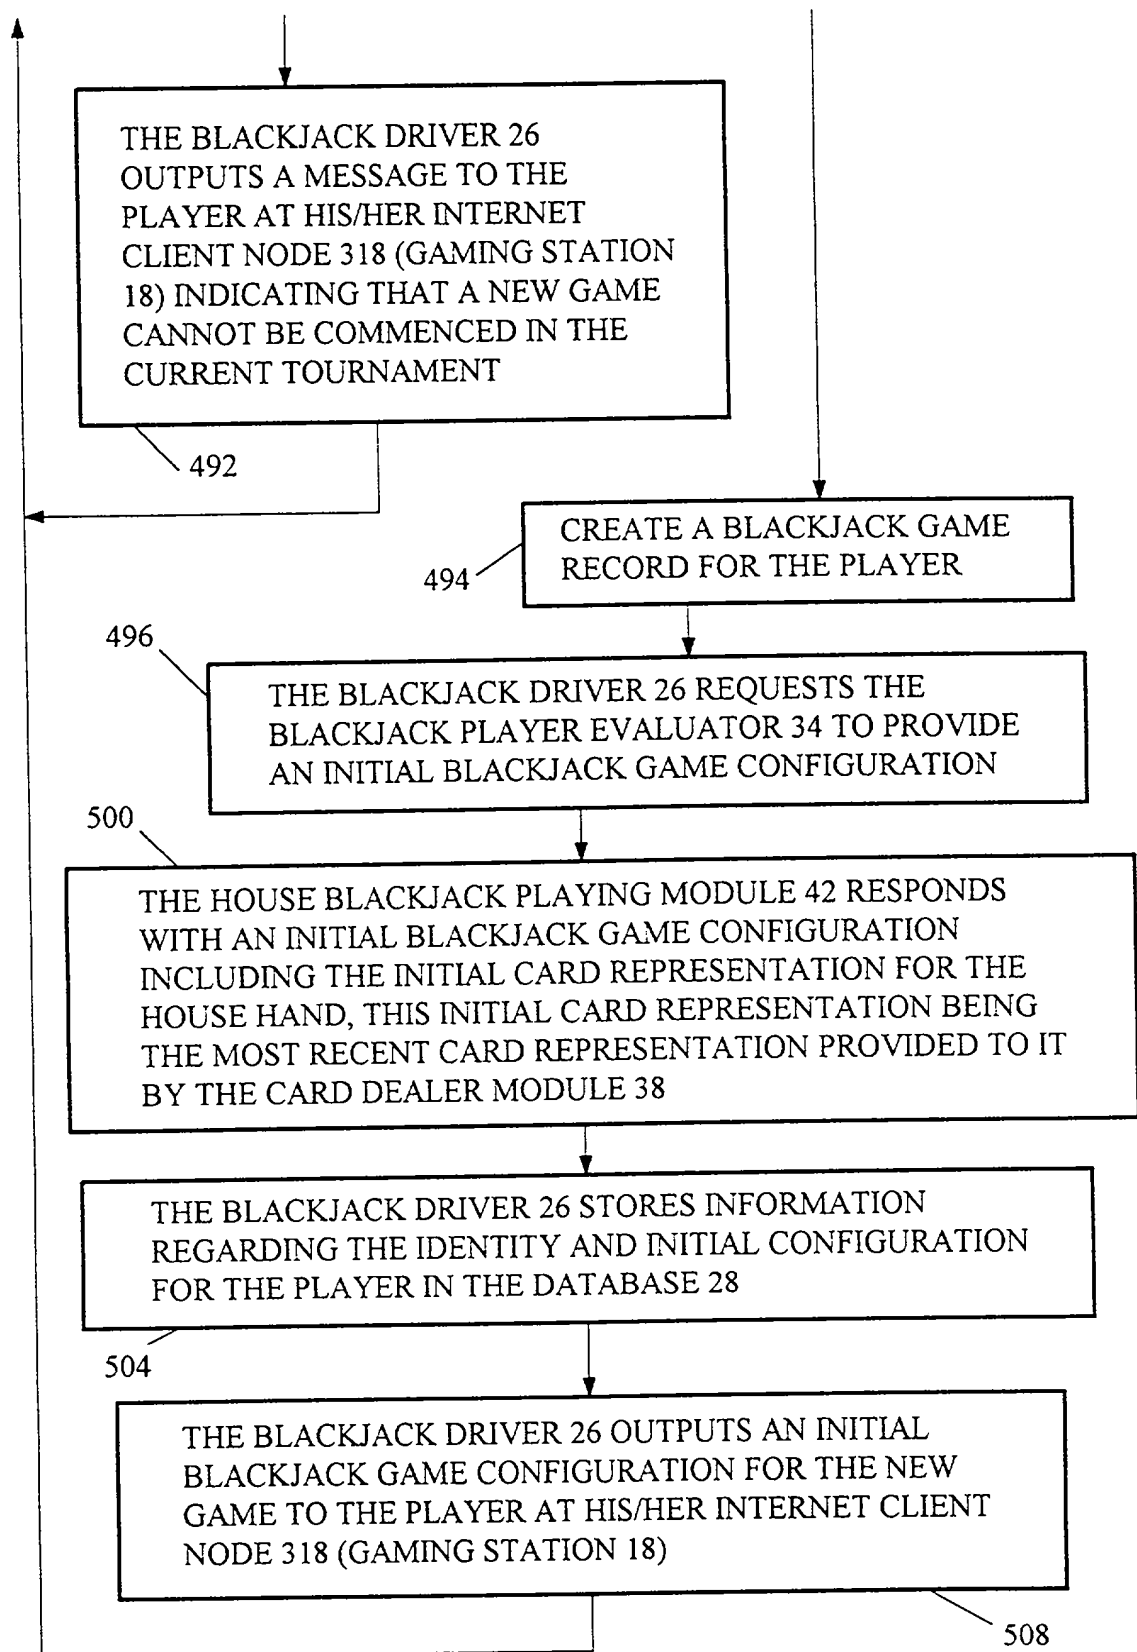 THE BLACKJACK DRIVER 26
OUTPUTS A MESSAGE TO THE
PLAYER AT HIS/HER INTERNET
CLIENT NODE 318 (GAMING STATION
18) INDICATING THAT A NEW GAME
CANNOT BE COMMENCED IN THE
CURRENT TOURNAMENT
492
CREATE A BLACKJACK GAME
RECORD FOR THE PLAYER
494
496
THE BLACKJACK DRIVER 26 REQUESTS THE
BLACKJACK PLAYER EVALUATOR 34 TO PROVIDE
AN INITIAL BLACKJACK GAME CONFIGURATION
500
THE HOUSE BLACKJACK PLAYING MODULE 42 RESPONDS
WITH AN INITIAL BLACKJACK GAME CONFIGURATION
INCLUDING THE INITIAL CARD REPRESENTATION FOR THE
HOUSE HAND, THIS INITIAL CARD REPRESENTATION BEING
THE MOST RECENT CARD REPRESENTATION PROVIDED TO IT
BY THE CARD DEALER MODULE 38
THE BLACKJACK DRIVER 26 STORES INFORMATION
REGARDING THE IDENTITY AND INITIAL CONFIGURATION
FOR THE PLAYER IN THE DATABASE 28
504
THE BLACKJACK DRIVER 26 OUTPUTS AN INITIAL
BLACKJACK GAME CONFIGURATION FOR THE NEW
GAME TO THE PLAYER AT HIS/HER INTERNET CLIENT
NODE 318 (GAMING STATION 18)
508